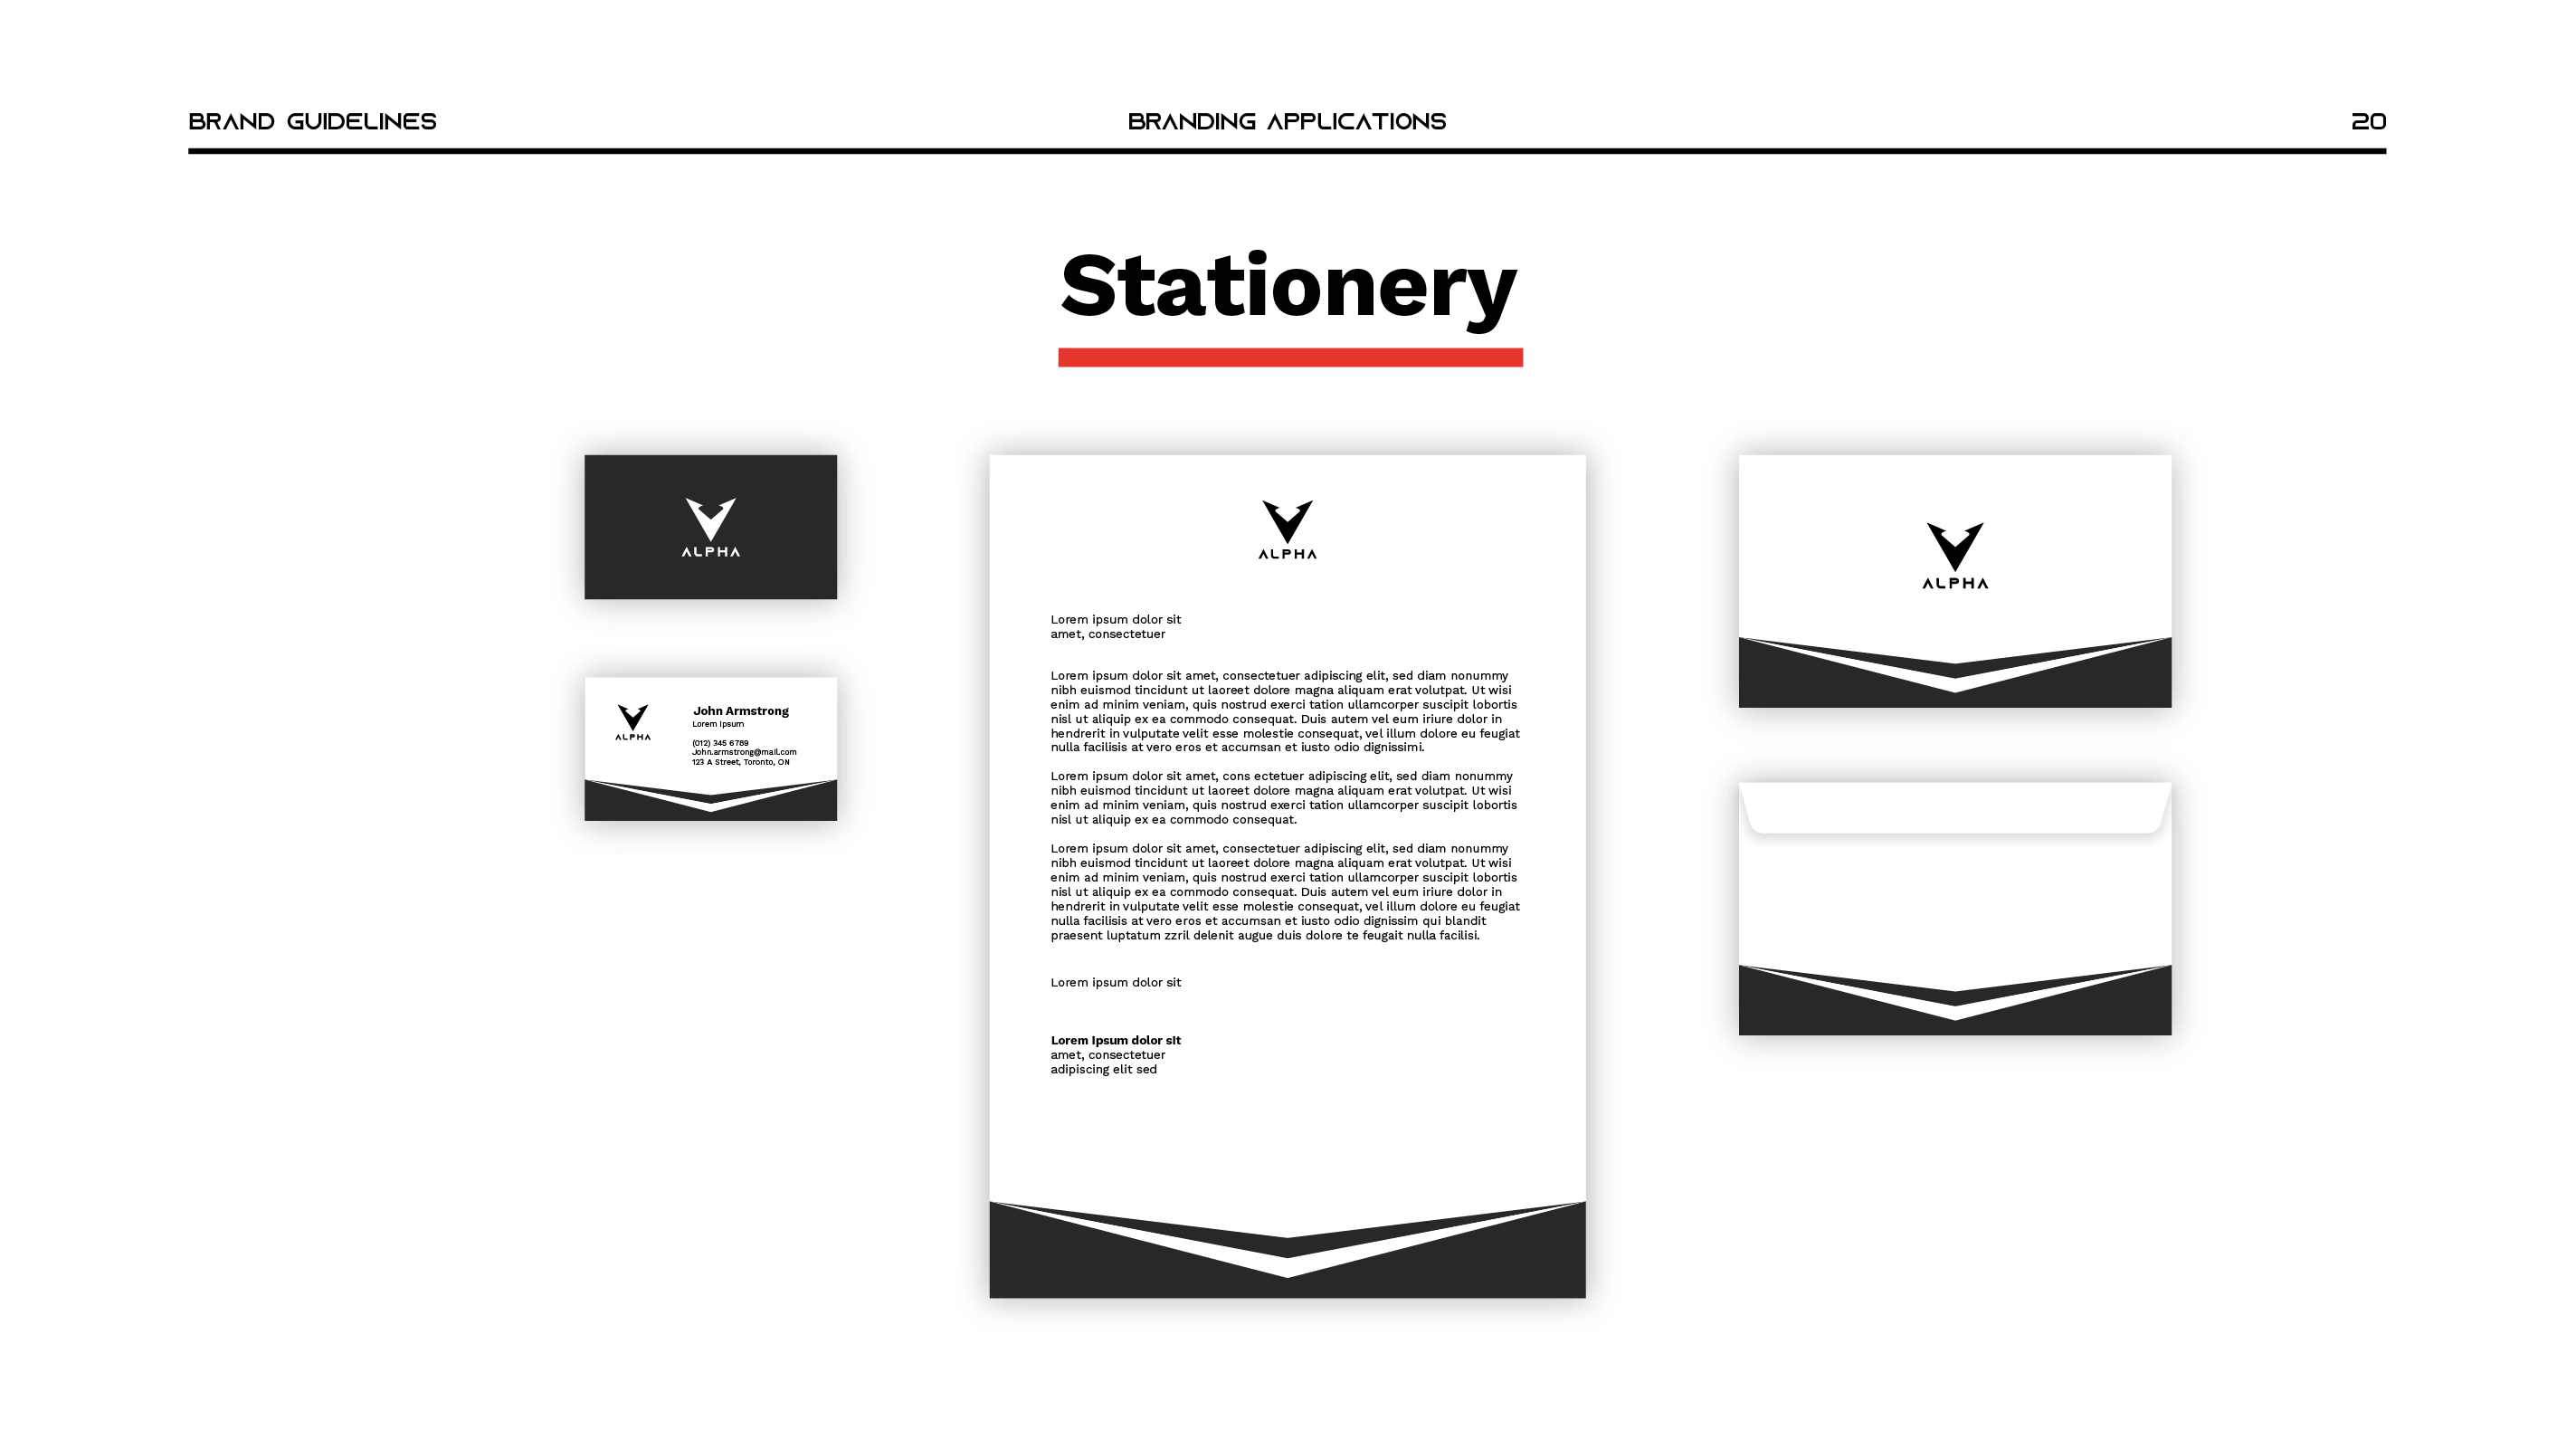 BRAND GUIDELINES
BRANDING APPLICATIONS
20
Stationery
ALPHA
ALPHA
John Armstrong
Lorem Ipsum
(012) 345 6789
John.armstrong@mail.com
123 A Street, Toronto, ON
ALPHA
Lorem ipsum dolor sit
amet, consectetuer
Lorem ipsum dolor sit amet, consectetuer adipiscing elit, sed diam nonummy
nibh euismod tincidunt ut laoreet dolore magna aliquam erat volutpat. Ut wisi
enim ad minim veniam, quis nostrud exerci tation ullamcorper suscipit lobortis
nisl ut aliquip ex ea commodo consequat. Duis autem vel eum iriure dolor in
hendrerit in vulputate velit esse molestie consequat, vel illum dolore eu feugiat
nulla facilisis at vero eros et accumsan et iusto odio dignissimi.
Lorem ipsum dolor sit amet, cons ectetuer adipiscing elit, sed diam nonummy
nibh euismod tincidunt ut laoreet dolore magna aliquam erat volutpat. Ut wisi
enim ad minim veniam, quis nostrud exerci tation ullamcorper suscipit lobortis
nisl ut aliquip ex ea commodo consequat.
Lorem ipsum dolor sit amet, consectetuer adipiscing elit, sed diam nonummy
nibh euismod tincidunt ut laoreet dolore magna aliquam erat volutpat. Ut wisi
enim ad minim veniam, quis nostrud exerci tation ullamcorper suscipit lobortis
nisl ut aliquip ex ea commodo consequat. Duis autem vel eum iriure dolor in
hendrerit in vulputate velit esse molestie consequat, vel illum dolore eu feugiat
nulla facilisis at vero eros et accumsan et iusto odio dignissim qui blandit
praesent luptatum zzril delenit augue duis dolore te feugait nulla facilisi.
Lorem ipsum dolor sit
Lorem ipsum dolor sit
amet, consectetuer
adipiscing elit sed
ALPHA